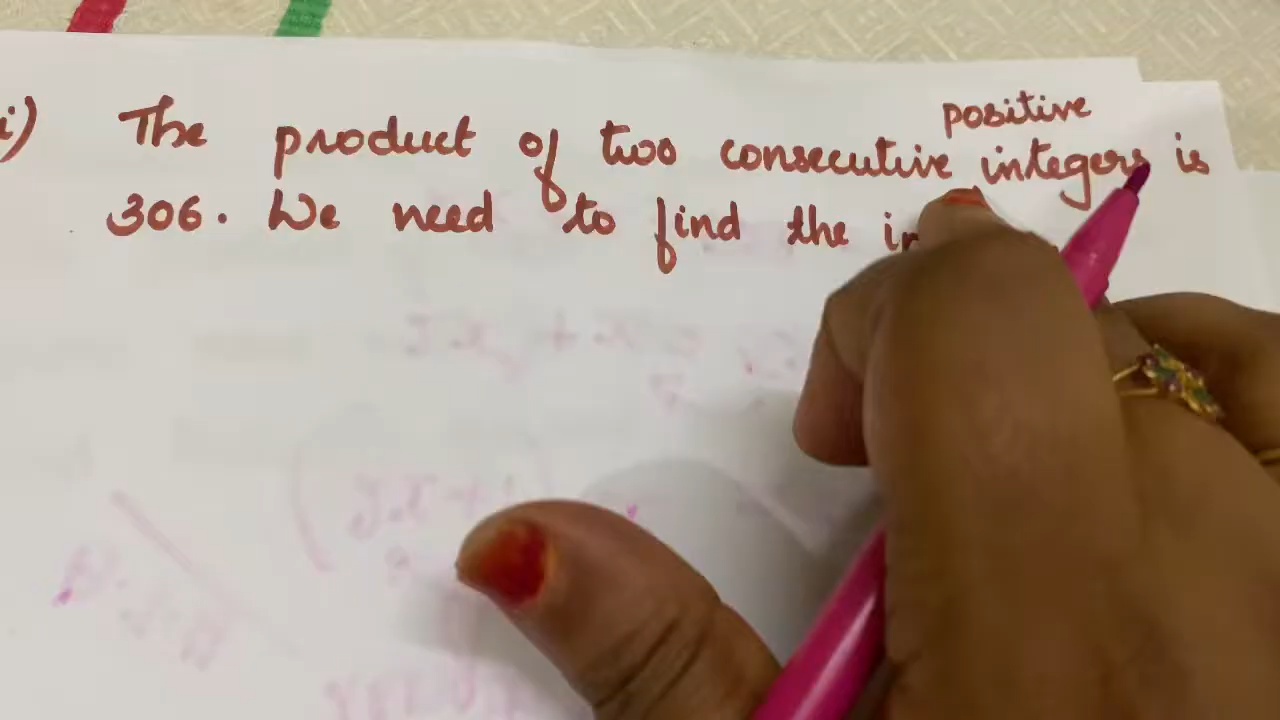 i) The product of two consecutive positive integers is
306. We need to find the